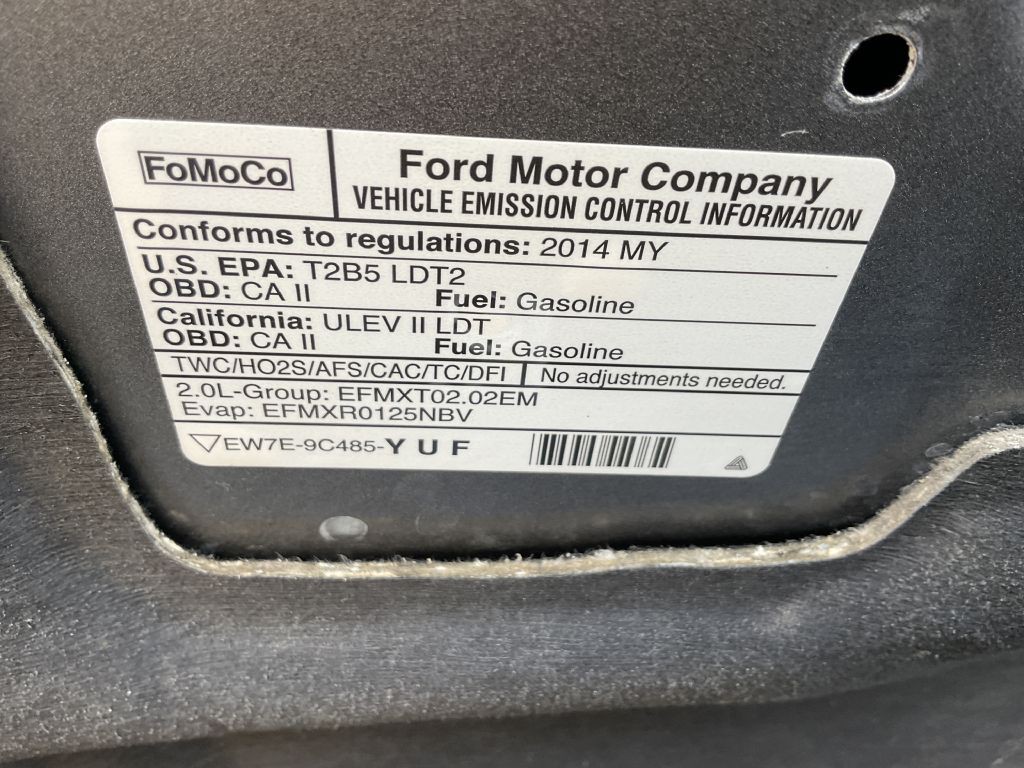 FoMoCo
Ford Motor Company
VEHICLE EMISSION CONTROL INFORMATION
Conforms to regulations: 2014 MY
U.S. EPA: T2B5 LDT2
OBD: CA II Fuel: Gasoline
California: ULEV II LDT
OBD: CA II Fuel: Gasoline
TWC/HO2S/AFS/CAC/TC/DFI No adjustments needed.
2.0L-Group: EFMXT02.02EM
Evap: EFMXR0125NBV
EW7E-9C485-Y U F